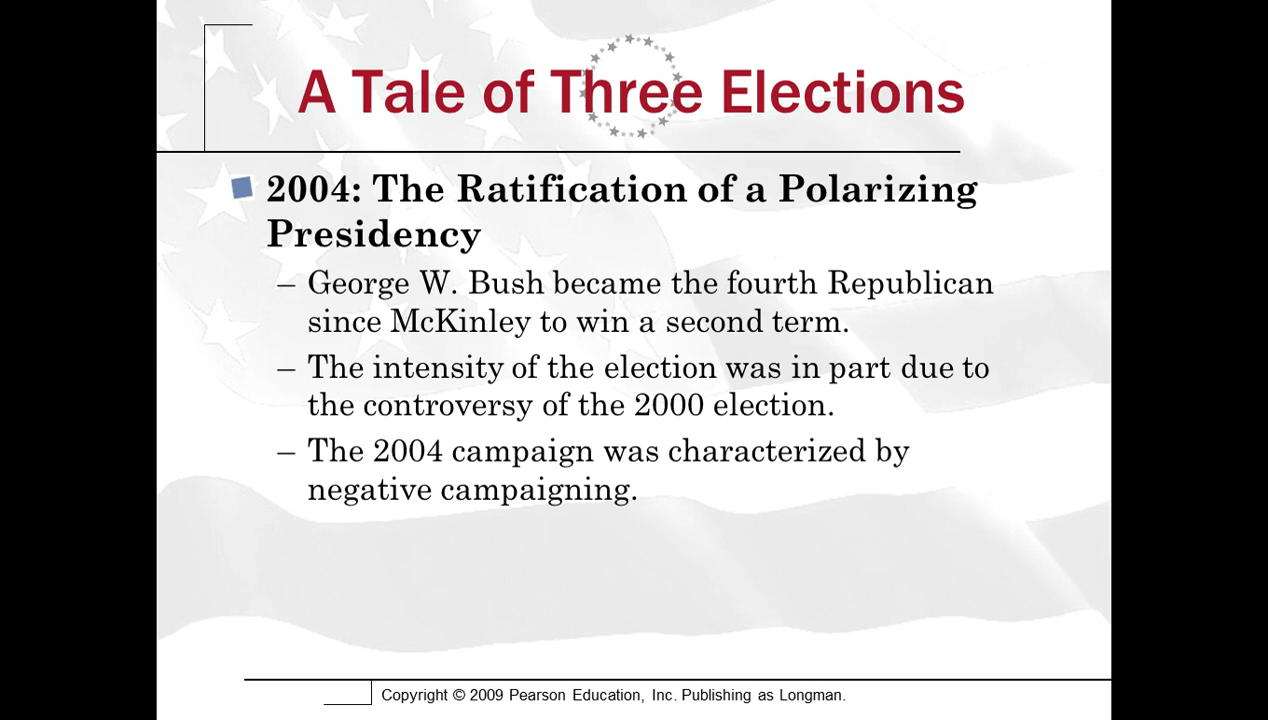 A Tale of Three Elections
2004: The Ratification of a Polarizing
Presidency
– George W. Bush became the fourth Republican
since McKinley to win a second term.
– The intensity of the election was in part due to
the controversy of the 2000 election.
– The 2004 campaign was characterized by
negative campaigning.
Copyright © 2009 Pearson Education, Inc. Publishing as Longman.